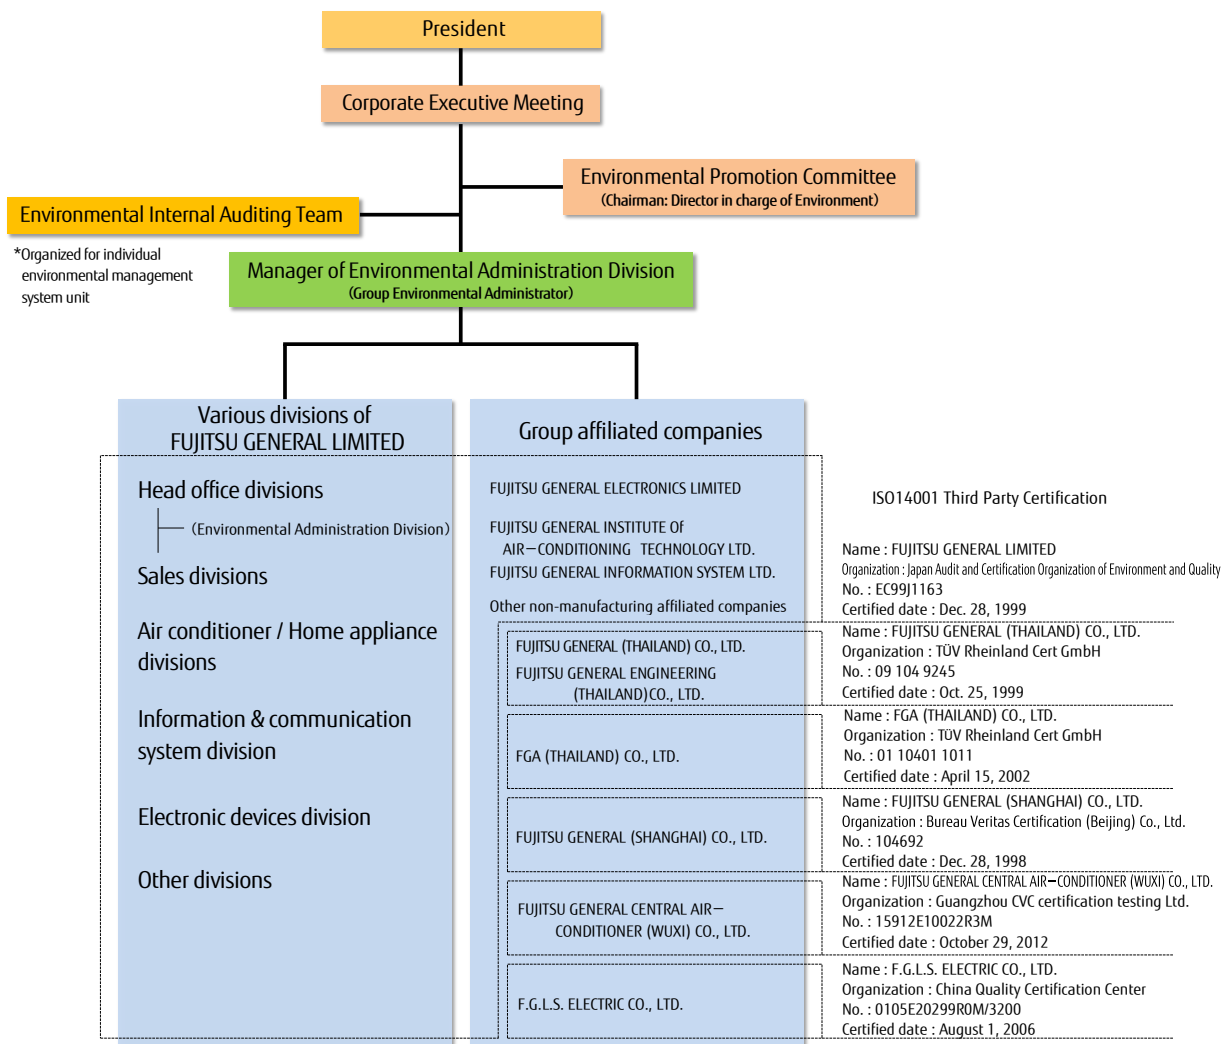 President
Corporate Executive Meeting
Environmental Promotion Committee
(Chairman: Director in charge of Environment)
Environmental Internal Auditing Team
*Organized for individual
environmental management
system unit
Manager of Environmental Administration Division
(Group Environmental Administrator)
Various divisions of
FUJITSU GENERAL LIMITED
Head office divisions
(Environmental Administration Division)
Sales divisions
Air conditioner / Home appliance
divisions
Information & communication
system division
Electronic devices division
Other divisions
Group affiliated companies
FUJITSU GENERAL ELECTRONICS LIMITED
FUJITSU GENERAL INSTITUTE Of
AIR−CONDITIONING TECHNOLOGY LTD.
FUJITSU GENERAL INFORMATION SYSTEM LTD.
Other non-manufacturing affiliated companies
FUJITSU GENERAL (THAILAND) CO., LTD.
FUJITSU GENERAL ENGINEERING
(THAILAND)CO., LTD.
FGA (THAILAND) CO., LTD.
FUJITSU GENERAL (SHANGHAI) CO., LTD.
FUJITSU GENERAL CENTRAL AIR−
CONDITIONER (WUXI) CO., LTD.
F.G.L.S. ELECTRIC CO., LTD.
ISO14001 Third Party Certification
Name : FUJITSU GENERAL LIMITED
Organization : Japan Audit and Certification Organization of Environment and Quality
No. : EC99J1163
Certified date : Dec. 28, 1999
Name : FUJITSU GENERAL (THAILAND) CO., LTD.
Organization : TÜV Rheinland Cert GmbH
No. : 09 104 9245
Certified date : Oct. 25, 1999
Name : FGA (THAILAND) CO., LTD.
Organization : TÜV Rheinland Cert GmbH
No. : 01 10401 1011
Certified date : April 15, 2002
Name : FUJITSU GENERAL (SHANGHAI) CO., LTD.
Organization : Bureau Veritas Certification (Beijing) Co., Ltd.
No. : 104692
Certified date : Dec. 28, 1998
Name : FUJITSU GENERAL CENTRAL AIR−CONDITIONER (WUXI) CO., LTD.
Organization : Guangzhou CVC certification testing Ltd.
No. : 15912E10022R3M
Certified date : October 29, 2012
Name : F.G.L.S. ELECTRIC CO., LTD.
Organization : China Quality Certification Center
No. : 0105E20299R0M/3200
Certified date : August 1, 2006